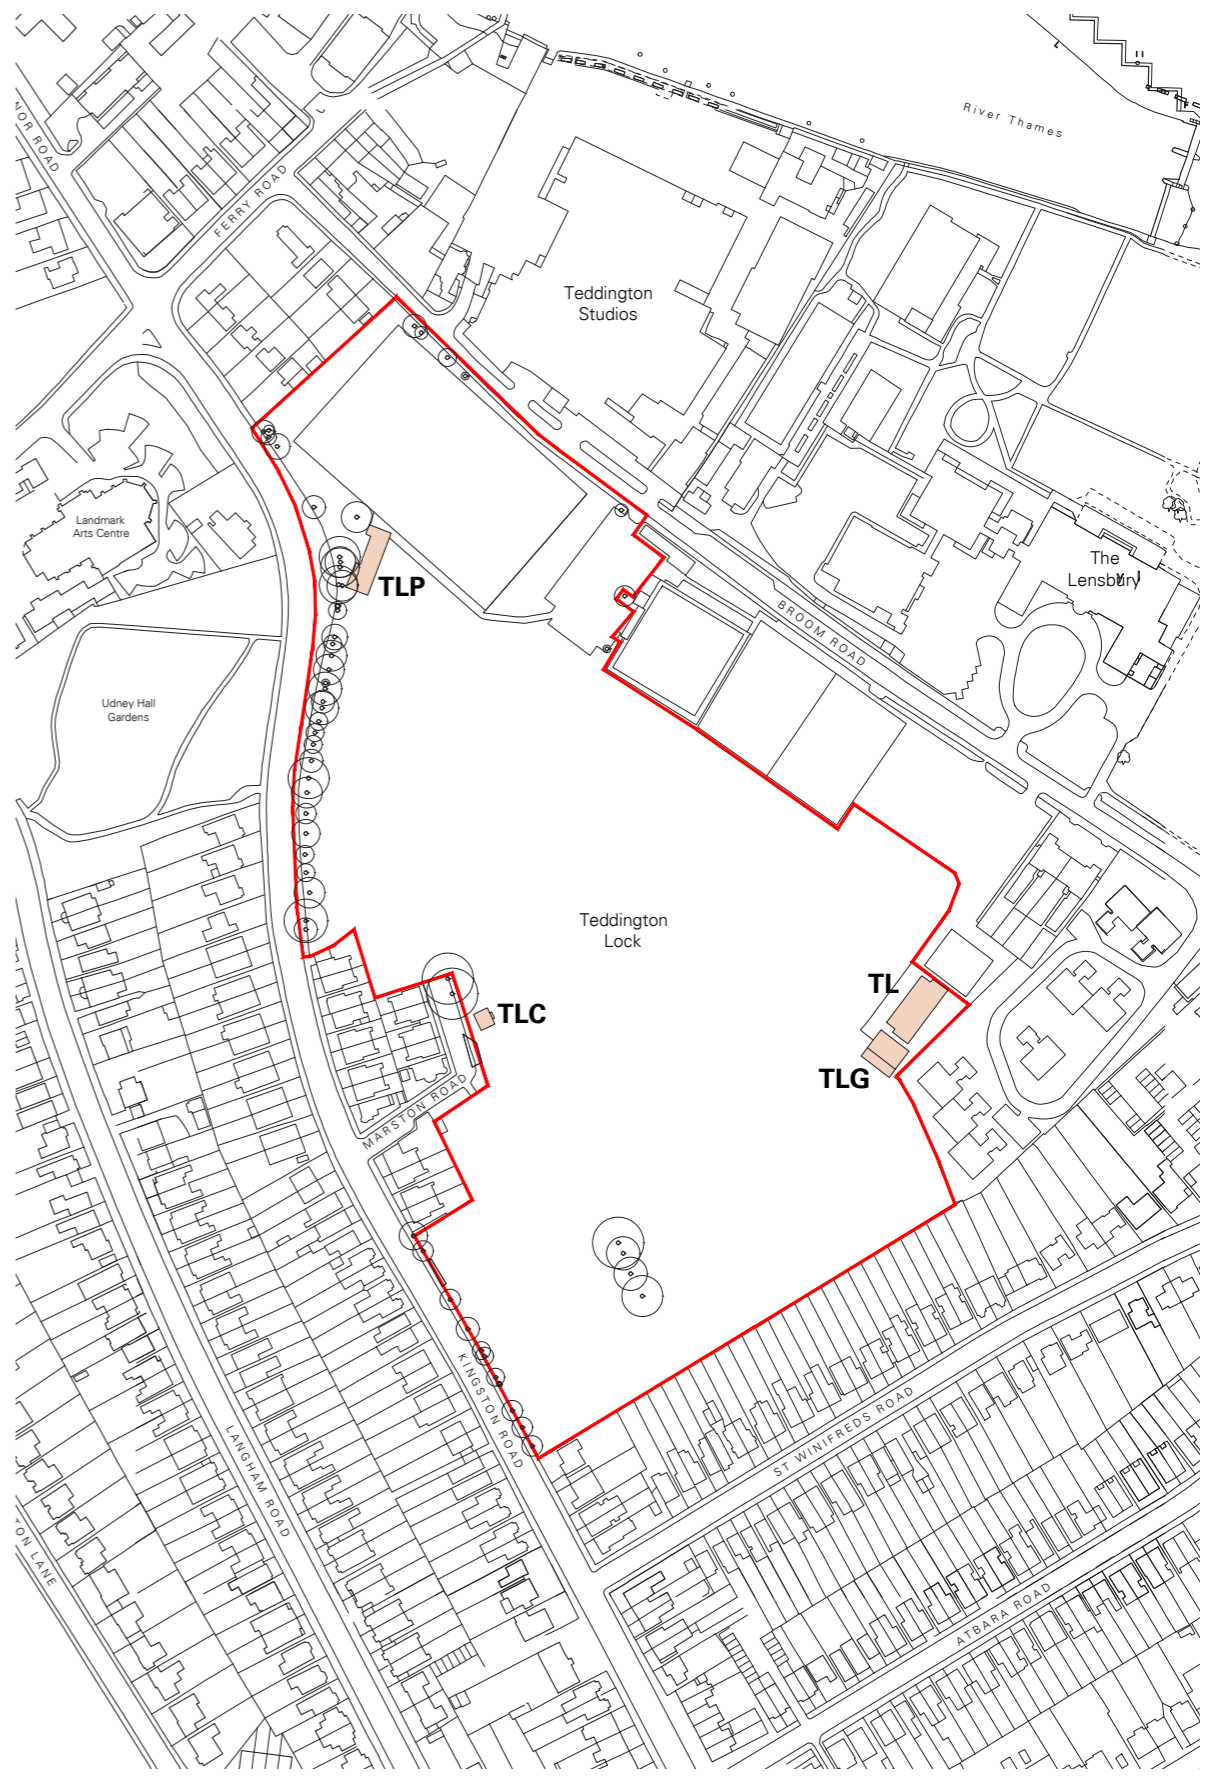 River Thames
NOR ROAD
FERRY ROAD
Teddington
Studios
Landmark
Arts Centre
The
Lensbury
TLP
BROOM ROAD
Udney Hall
Gardens
Teddington
Lock
TL
TLC
TLG
MARSTON ROAD
KINGSTON ROAD
ST WINIFREDS ROAD
LANGHAM ROAD
TON LANE
ATBARA ROAD